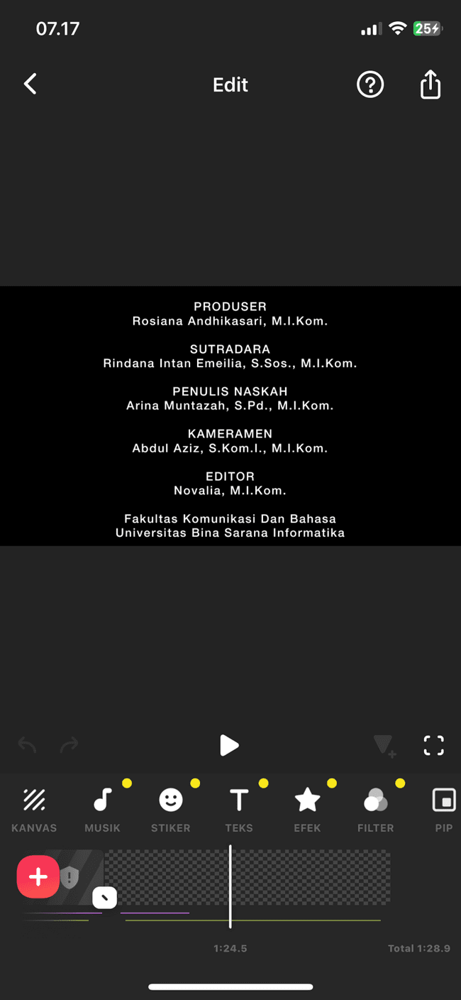 07.17
25
Edit
PRODUSER
Rosiana Andhikasari, M.I.Kom.
SUTRADARA
Rindana Intan Emeilia, S.Sos., M.I.Kom.
PENULIS NASKAH
Arina Muntazah, S.Pd., M.I.Kom.
KAMERAMEN
Abdul Aziz, S.Kom.I., M.I.Kom.
EDITOR
Novalia, M.I.Kom.
Fakultas Komunikasi Dan Bahasa
Universitas Bina Sarana Informatika
KANVAS MUSIK STIKER TEKS EFEK FILTER PIP
1:24.5 Total 1:28.9